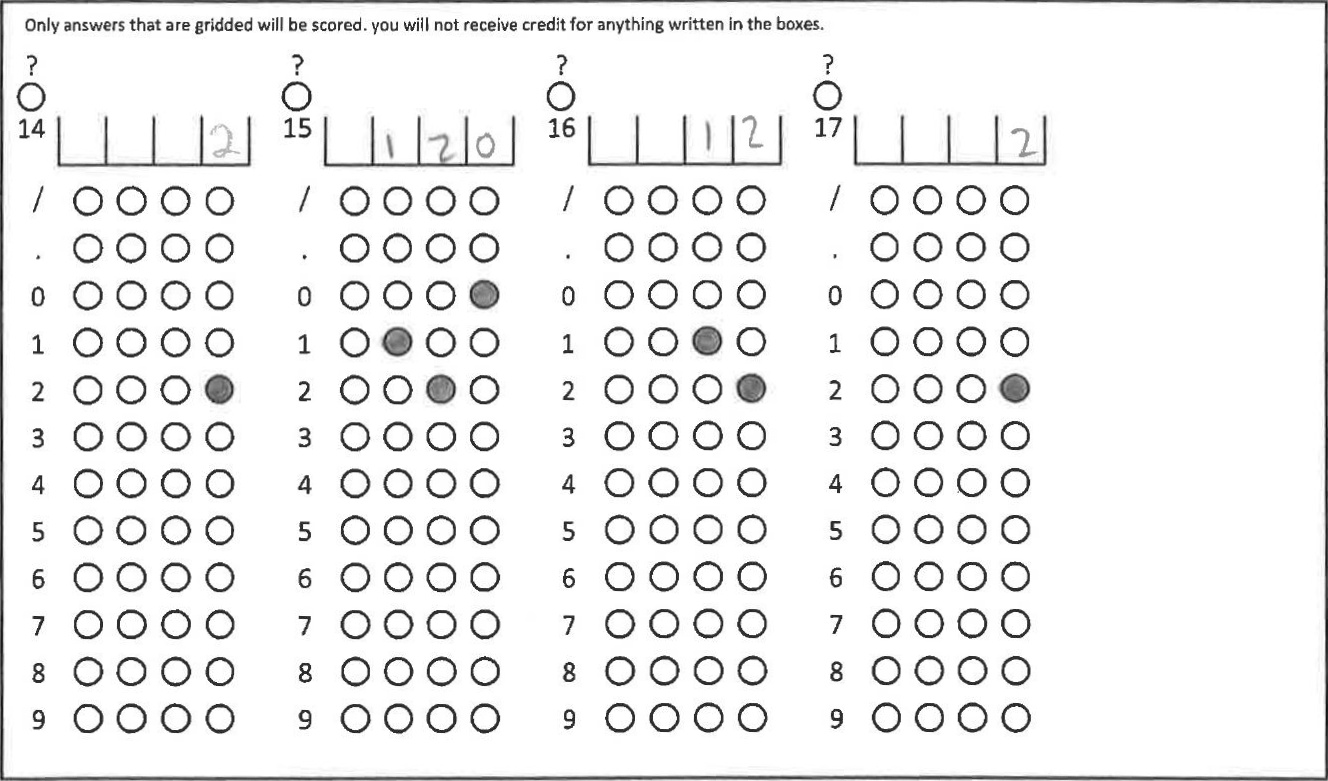 Only answers that are gridded will be scored. you will not receive credit for anything written in the boxes.
? ? ? ?
14 2 15 1 2 0 16 1 2 17 2
/ / / /
. . . .
0 0 0 0
1 1 1 1
2 2 2 2
3 3 3 3
4 4 4 4
5 5 5 5
6 6 6 6
7 7 7 7
8 8 8 8
9 9 9 9